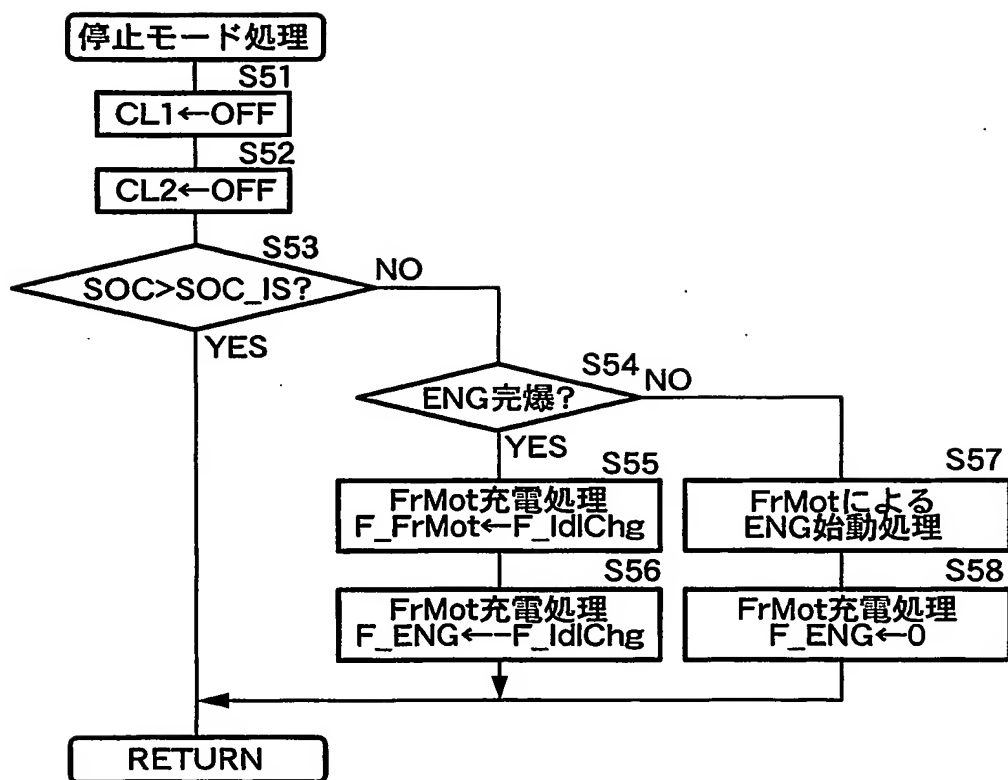 停止モード処理
S51
CL1←OFF
S52
CL2←OFF
S53
SOC>SOC_IS?
NO
YES
S54
ENG完爆?
NO
YES
S55
FrMot充電処理
F_FrMot←F_IdlChg
S57
FrMotによる
ENG始動処理
S56
FrMot充電処理
F_ENG←−F_IdlChg
S58
FrMot充電処理
F_ENG←0
RETURN